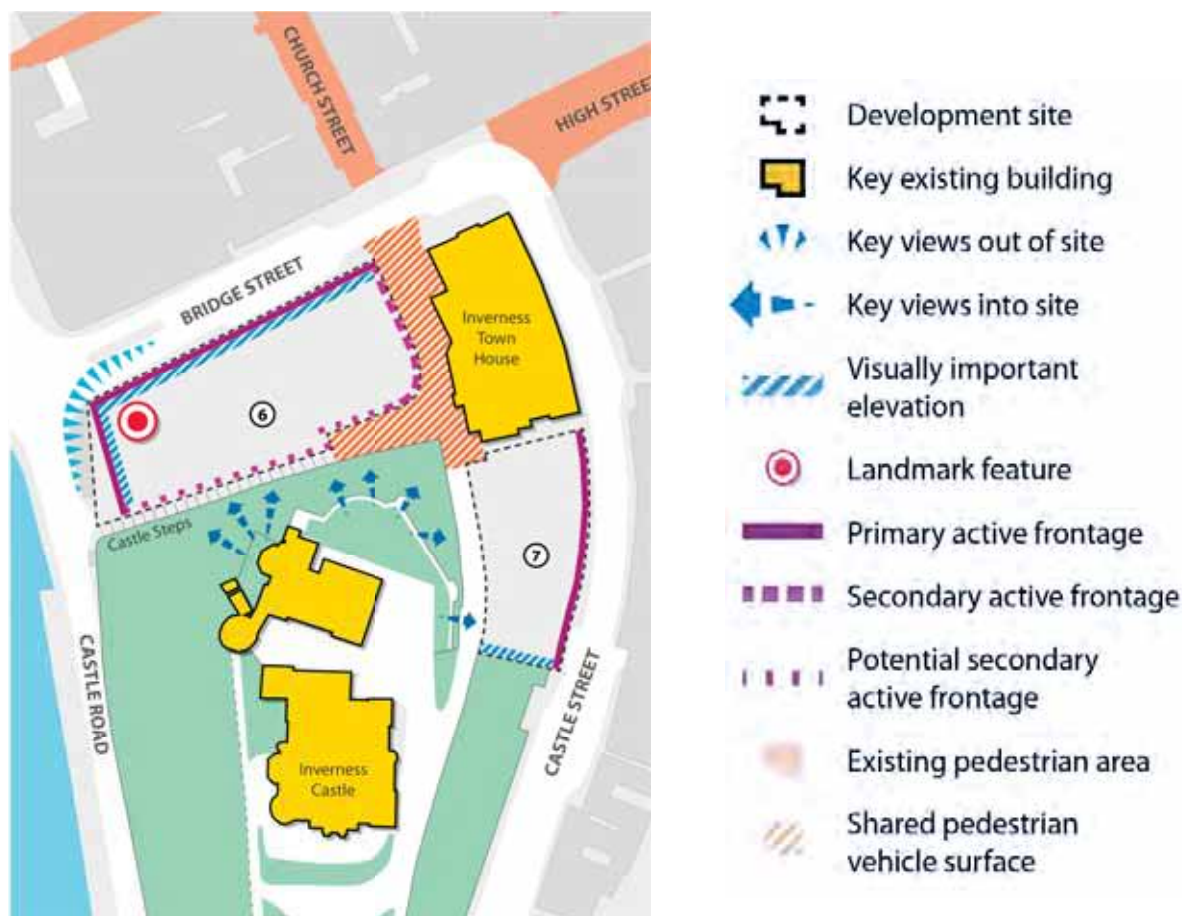 CHURCH STREET
HIGH STREET
BRIDGE STREET
Inverness
Town
House
6
Castle Steps
7
CASTLE ROAD
CASTLE STREET
Inverness
Castle
Development site
Key existing building
Key views out of site
Key views into site
Visually important
elevation
Landmark feature
Primary active frontage
Secondary active frontage
Potential secondary
active frontage
Existing pedestrian area
Shared pedestrian
vehicle surface